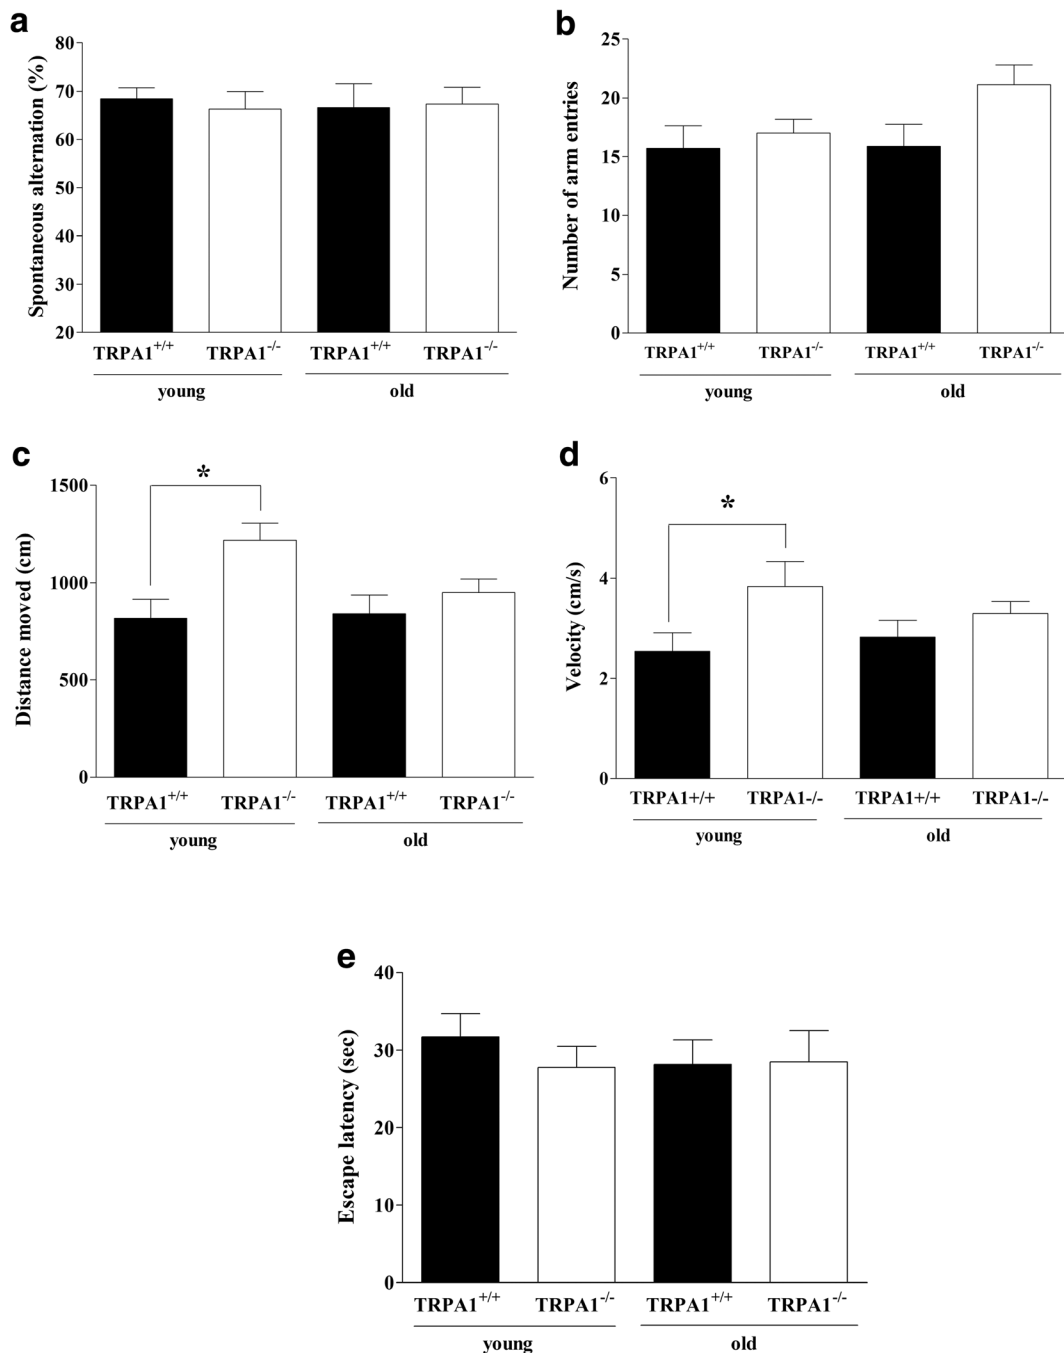 a
Spontaneous alternation (%)
80
70
60
50
40
30
20
TRPA1+/+ TRPA1-/- TRPA1+/+ TRPA1-/-
young old
b
Number of arm entries
25
20
15
10
5
0
TRPA1+/+ TRPA1-/- TRPA1+/+ TRPA1-/-
young old
c
Distance moved (cm)
1500
1000
500
0
*
TRPA1+/+ TRPA1-/- TRPA1+/+ TRPA1-/-
young old
d
Velocity (cm/s)
6
4
2
0
*
TRPA1+/+ TRPA1-/- TRPA1+/+ TRPA1-/-
young old
e
Escape latency (sec)
40
30
20
10
0
TRPA1+/+ TRPA1-/- TRPA1+/+ TRPA1-/-
young old